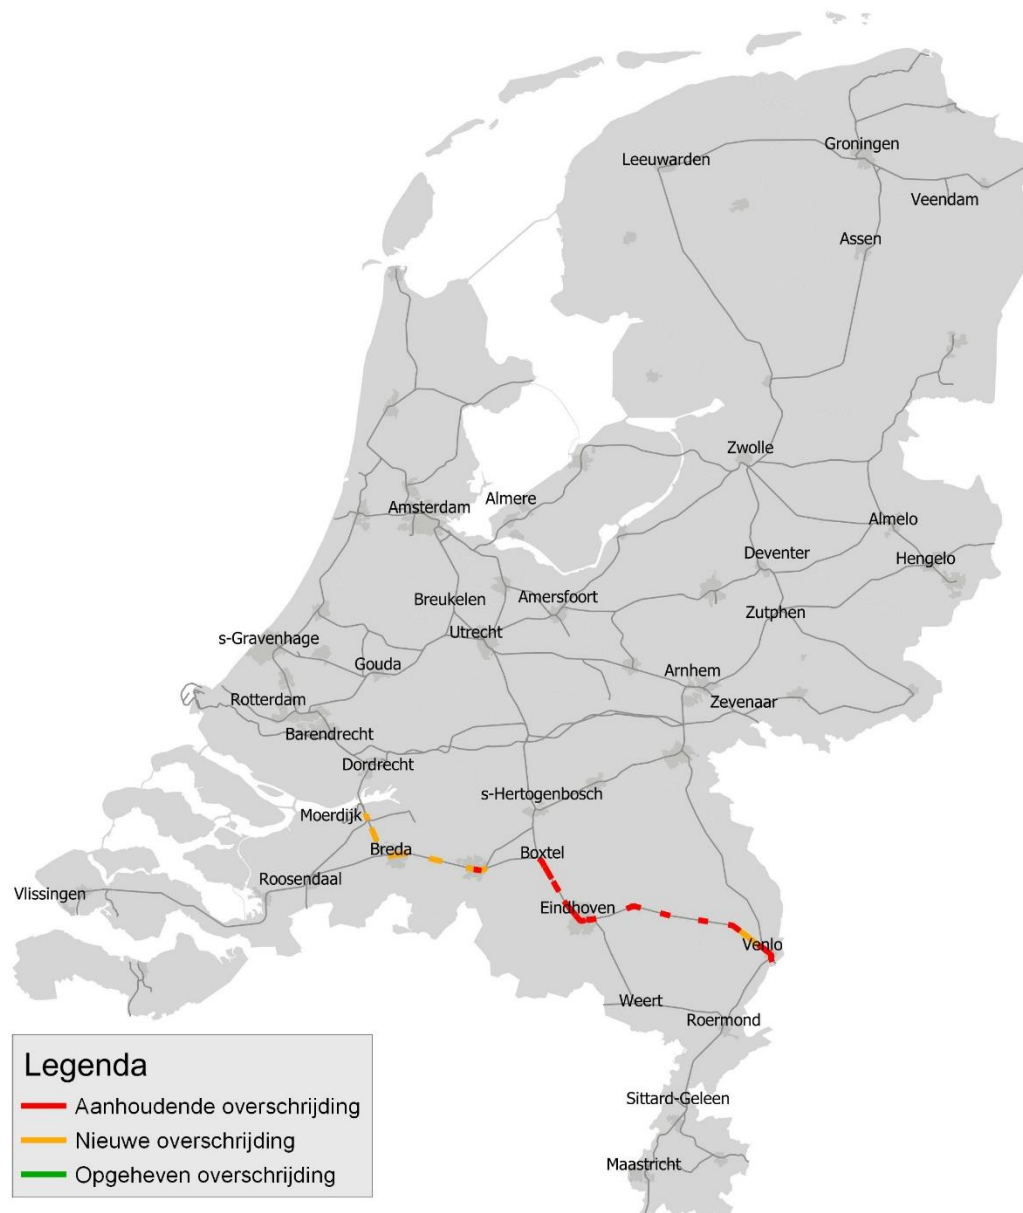 Groningen
Leeuwarden
Veendam
Assen
Zwolle
Almere
Amsterdam
Almelo
Deventer
Hengelo
Breukelen
Amersfoort
Zutphen
Utrecht
s-Gravenhage
Gouda
Arnhem
Rotterdam
Zevenaar
Barendrecht
Dordrecht
s-Hertogenbosch
Moerdijk
Breda
Boxtel
Roosendaal
Vlissingen
Eindhoven
Venlo
Weert
Roermond
Legenda
Aanhoudende overschrijding
Nieuwe overschrijding
Opgeheven overschrijding
Sittard-Geleen
Maastricht